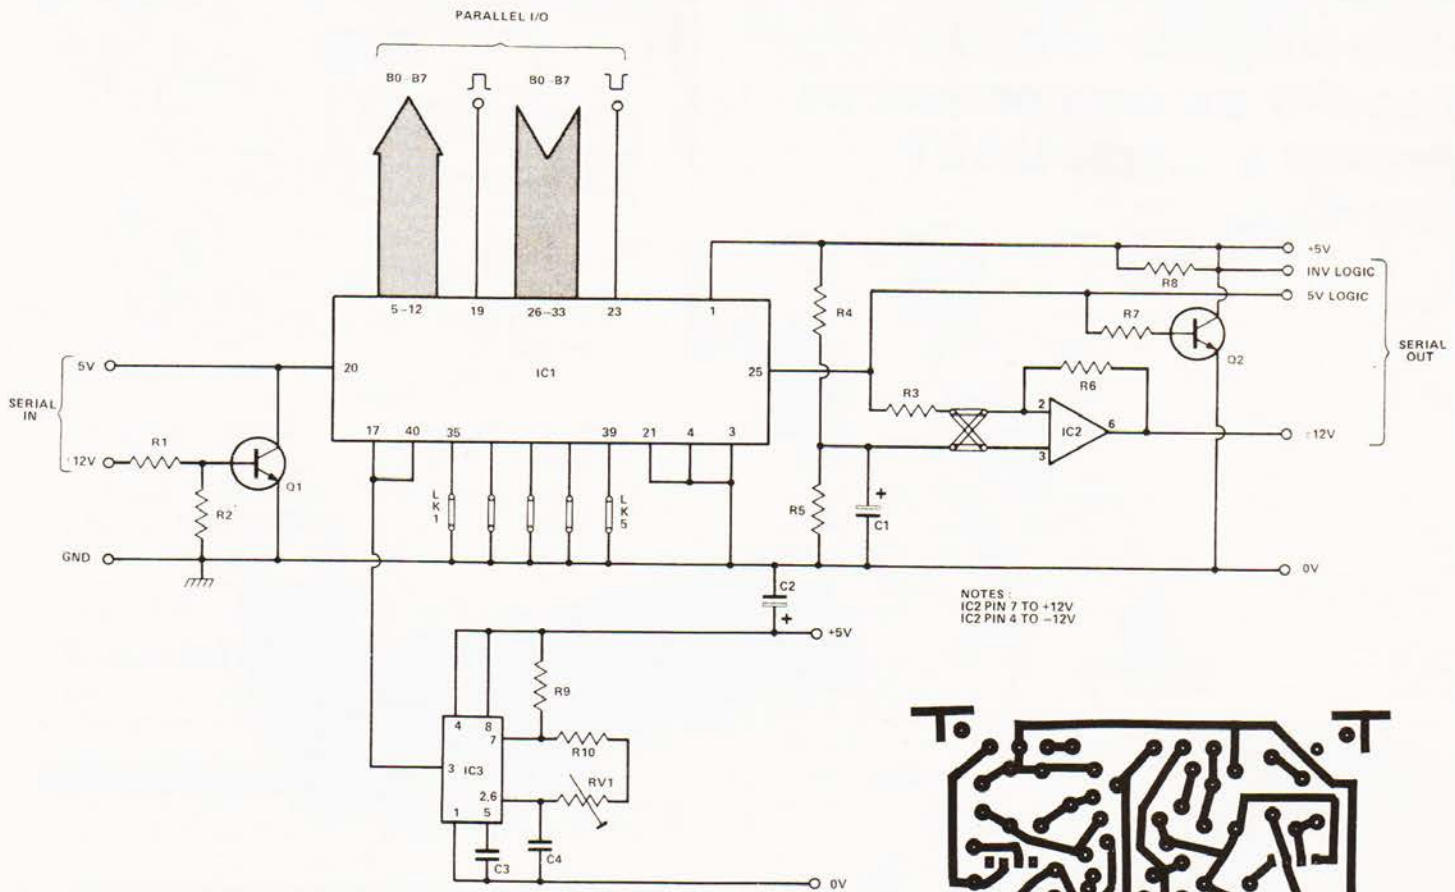 PARALLEL I/O
B0-B7
B0-B7
5-12
19
26-33
23
1
20
IC1
25
17
40
35
39
21
4
3
SERIAL
IN
5V
R1
±12V
R2
Q1
GND
LK1
LK5
R4
R5
C1
R3
R6
2
3
IC2
6
R7
R8
Q2
+5V
INV LOGIC
5V LOGIC
±12V
SERIAL
OUT
0V
C2
+
+
NOTES :
IC2 PIN 7 TO +12V
IC2 PIN 4 TO −12V
+5V
R9
4
8
7
R10
3
IC3
RV1
2,6
1
5
C3
C4
0V